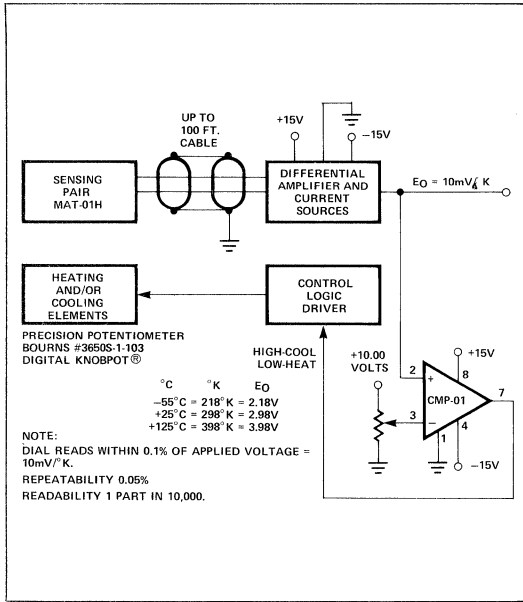 UP TO
100 FT.
CABLE
+15V
−15V
SENSING
PAIR
MAT-01H
DIFFERENTIAL
AMPLIFIER AND
CURRENT
SOURCES
EO = 10mV/°K
HEATING
AND/OR
COOLING
ELEMENTS
CONTROL
LOGIC
DRIVER
PRECISION POTENTIOMETER
BOURNS #3650S-1-103
DIGITAL KNOBPOT®
HIGH-COOL
LOW-HEAT
+10.00
VOLTS
+15V
2
+
8
7
CMP-01
3
−
1
4
−15V
°C °K EO
−55°C = 218°K = 2.18V
+25°C = 298°K = 2.98V
+125°C = 398°K = 3.98V
NOTE:
DIAL READS WITHIN 0.1% OF APPLIED VOLTAGE =
10mV/°K.
REPEATABILITY 0.05%
READABILITY 1 PART IN 10,000.